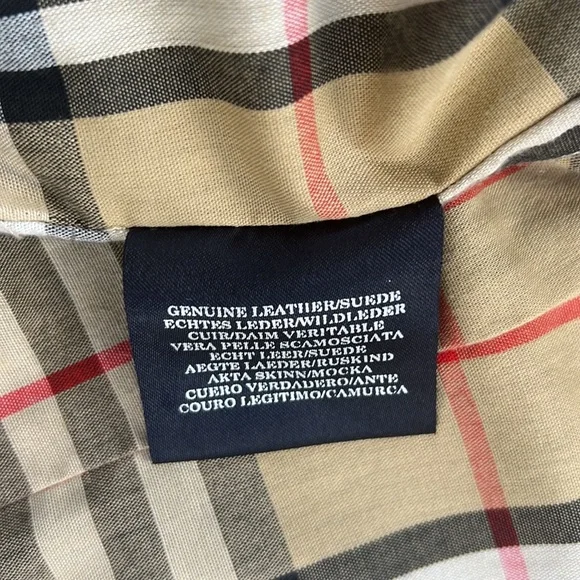 GENUINE LEATHER/SUEDE
ECHTES LEDER/WILDLEDER
CUIR/DAIM VERITABLE
VERA PELLE SCAMOSCIATA
ECHT LEER/SUEDE
AEGTE LAEDER/RUSKIND
AKTA SKINN/MOCKA
CUERO VERDADERO/ANTE
COURO LEGITIMO/CAMURCA